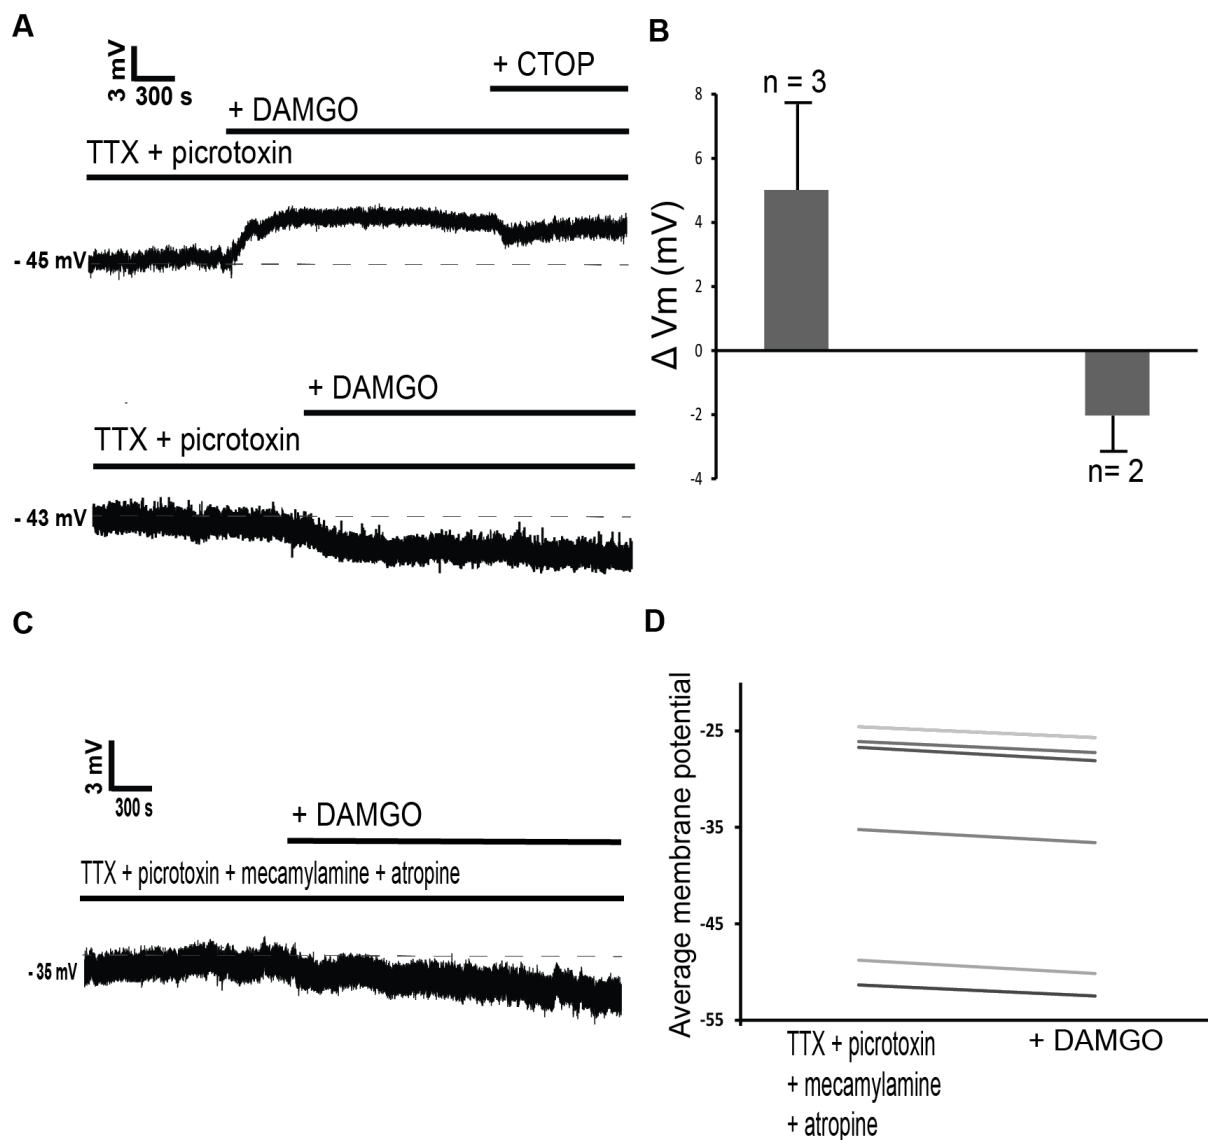 A
3 mV
300 s
+ CTOP
+ DAMGO
TTX + picrotoxin
- 45 mV
+ DAMGO
TTX + picrotoxin
- 43 mV
B
n = 3
8
6
4
2
0
-2
-4
Δ Vm (mV)
n= 2
C
3 mV
300 s
+ DAMGO
TTX + picrotoxin + mecamylamine + atropine
- 35 mV
D
Average membrane potential
-25
-35
-45
-55
TTX + picrotoxin
+ mecamylamine
+ atropine
+ DAMGO